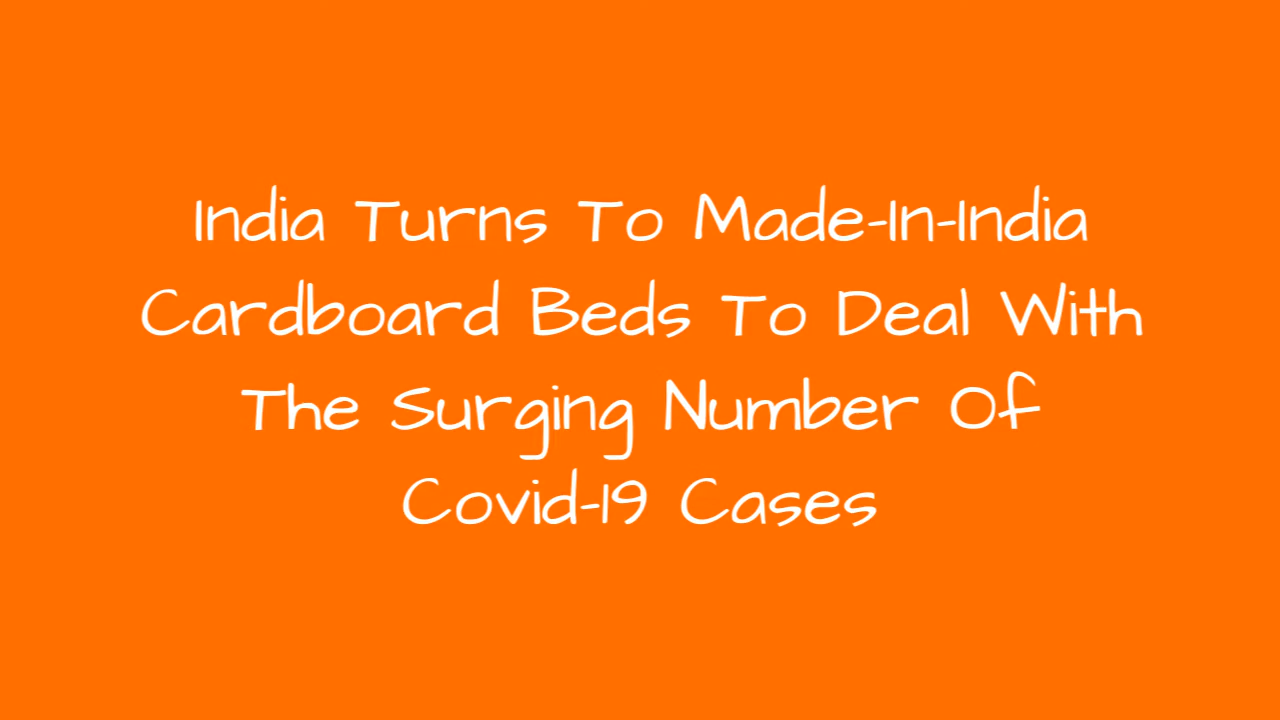 India Turns To Made-In-India
Cardboard Beds To Deal With
The Surging Number Of
Covid-19 Cases